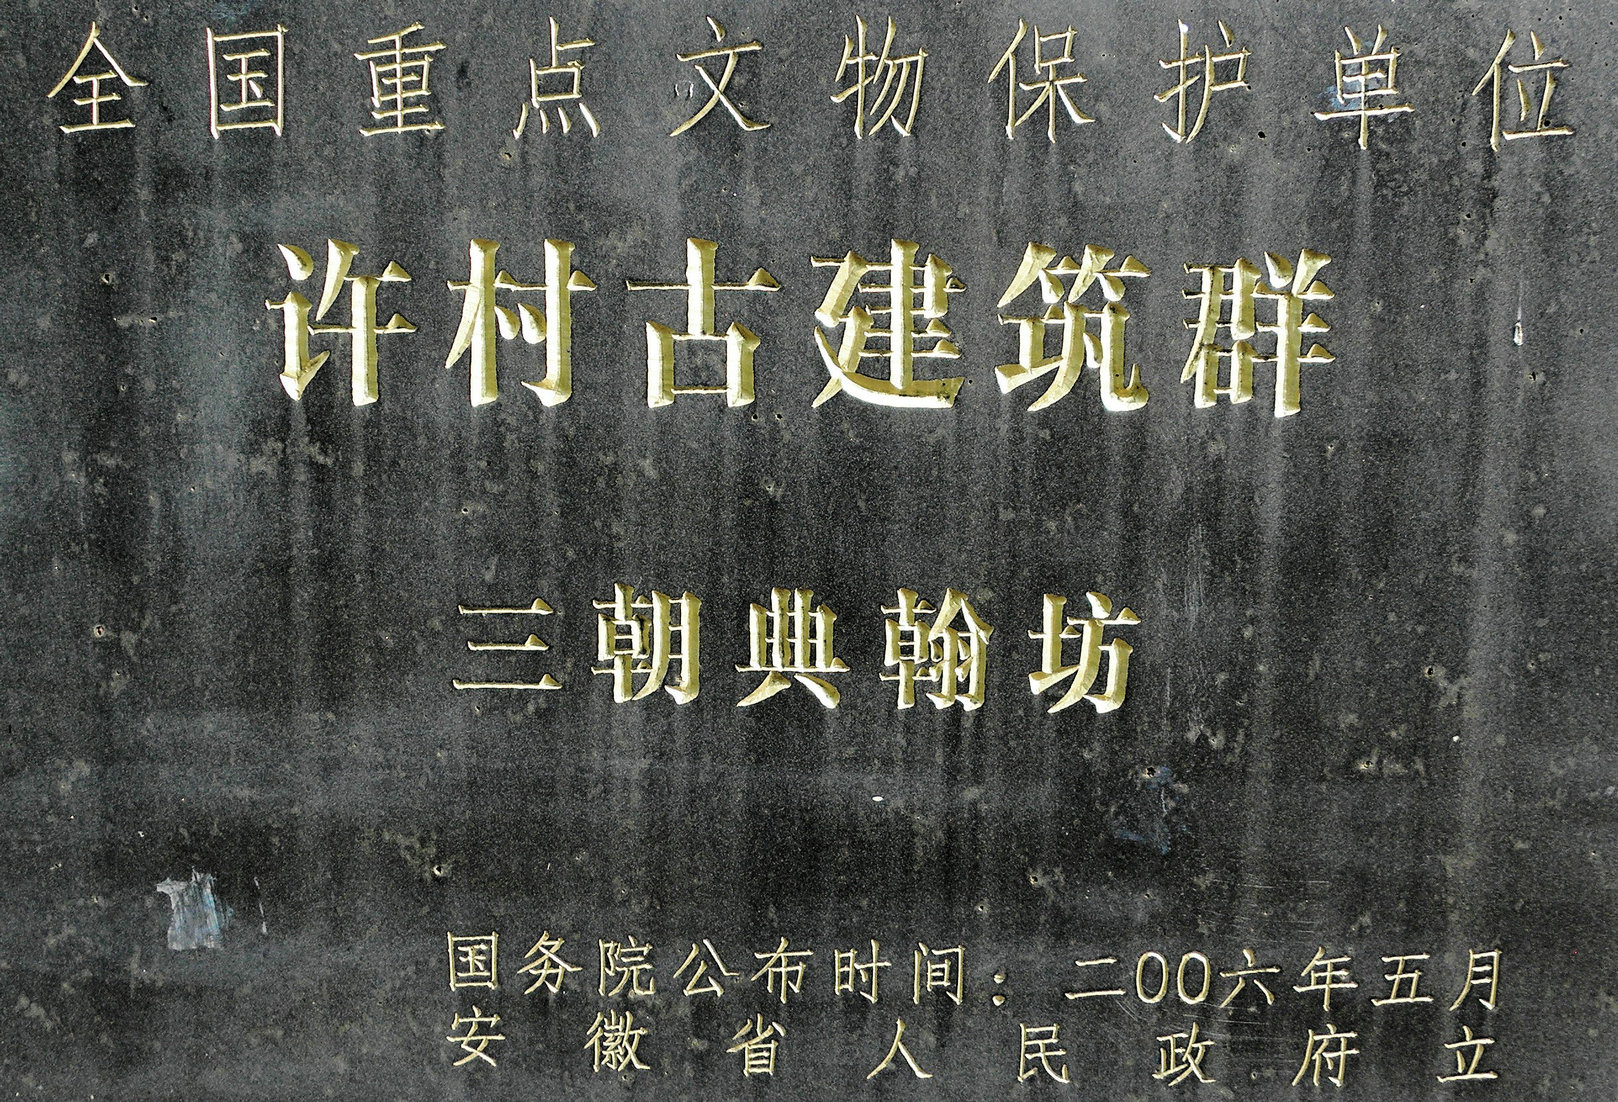 全国重点文物保护单位
许村古建筑群
三朝典翰坊
国务院公布时间：二00六年五月
安徽省人民政府立